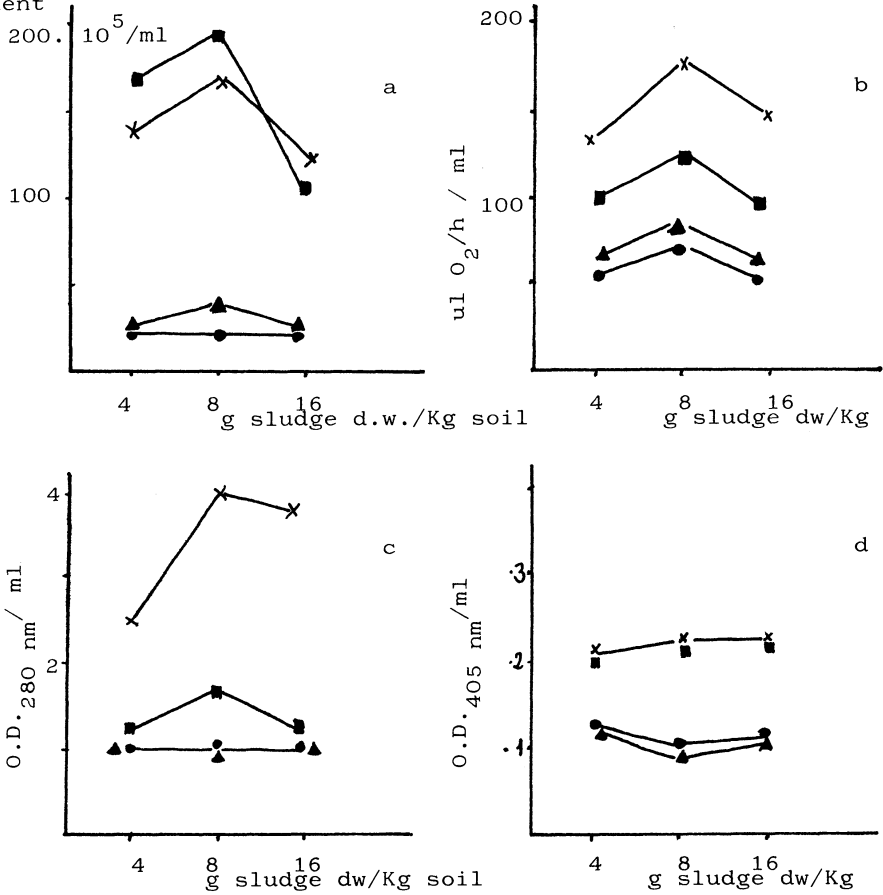 ent
200. 10⁵/ml
a
100
4 8 16
g sludge d.w./Kg soil
200
b
100
ul O₂/h / ml
4 8 16
g sludge dw/Kg
4
c
2
O.D.₂₈₀ nm/ ml
4 8 16
g sludge dw/Kg soil
d
.3
.2
.1
O.D.₄₀₅ nm/ml
4 8 16
g sludge dw/Kg